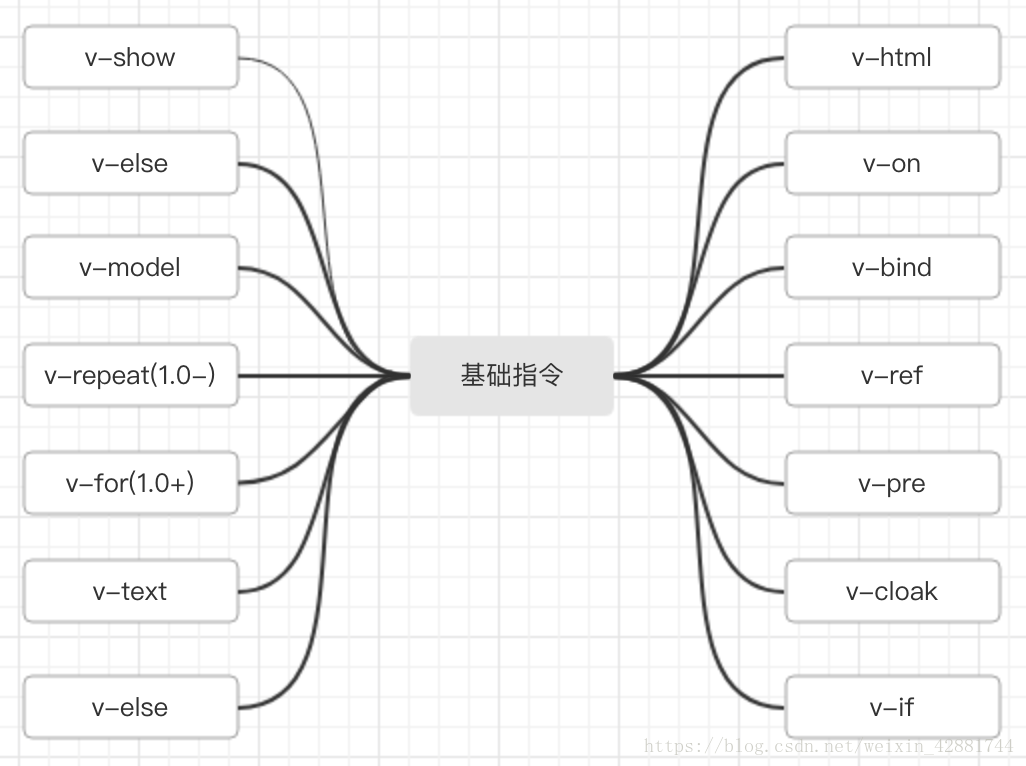 v-show
v-else
v-model
v-repeat(1.0-)
v-for(1.0+)
v-text
v-else
基础指令
v-html
v-on
v-bind
v-ref
v-pre
v-cloak
v-if
https://blog.csdn.net/weixin_42881744